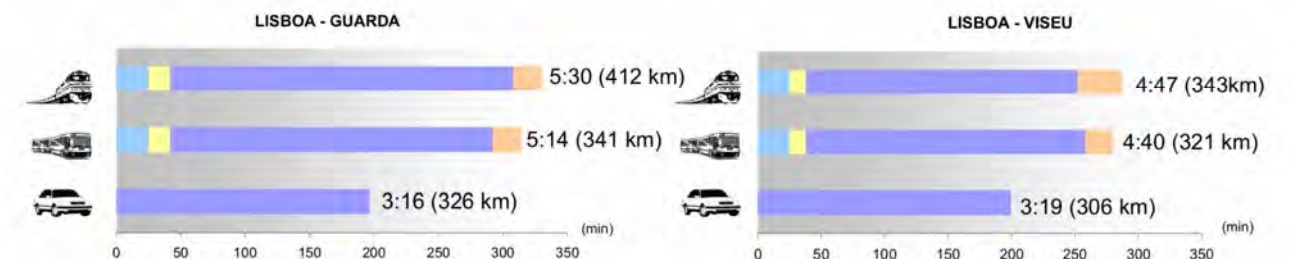 LISBOA - GUARDA
5:30 (412 km)
5:14 (341 km)
3:16 (326 km)
(min)
0 50 100 150 200 250 300 350
LISBOA - VISEU
4:47 (343km)
4:40 (321 km)
3:19 (306 km)
(min)
0 50 100 150 200 250 300 350